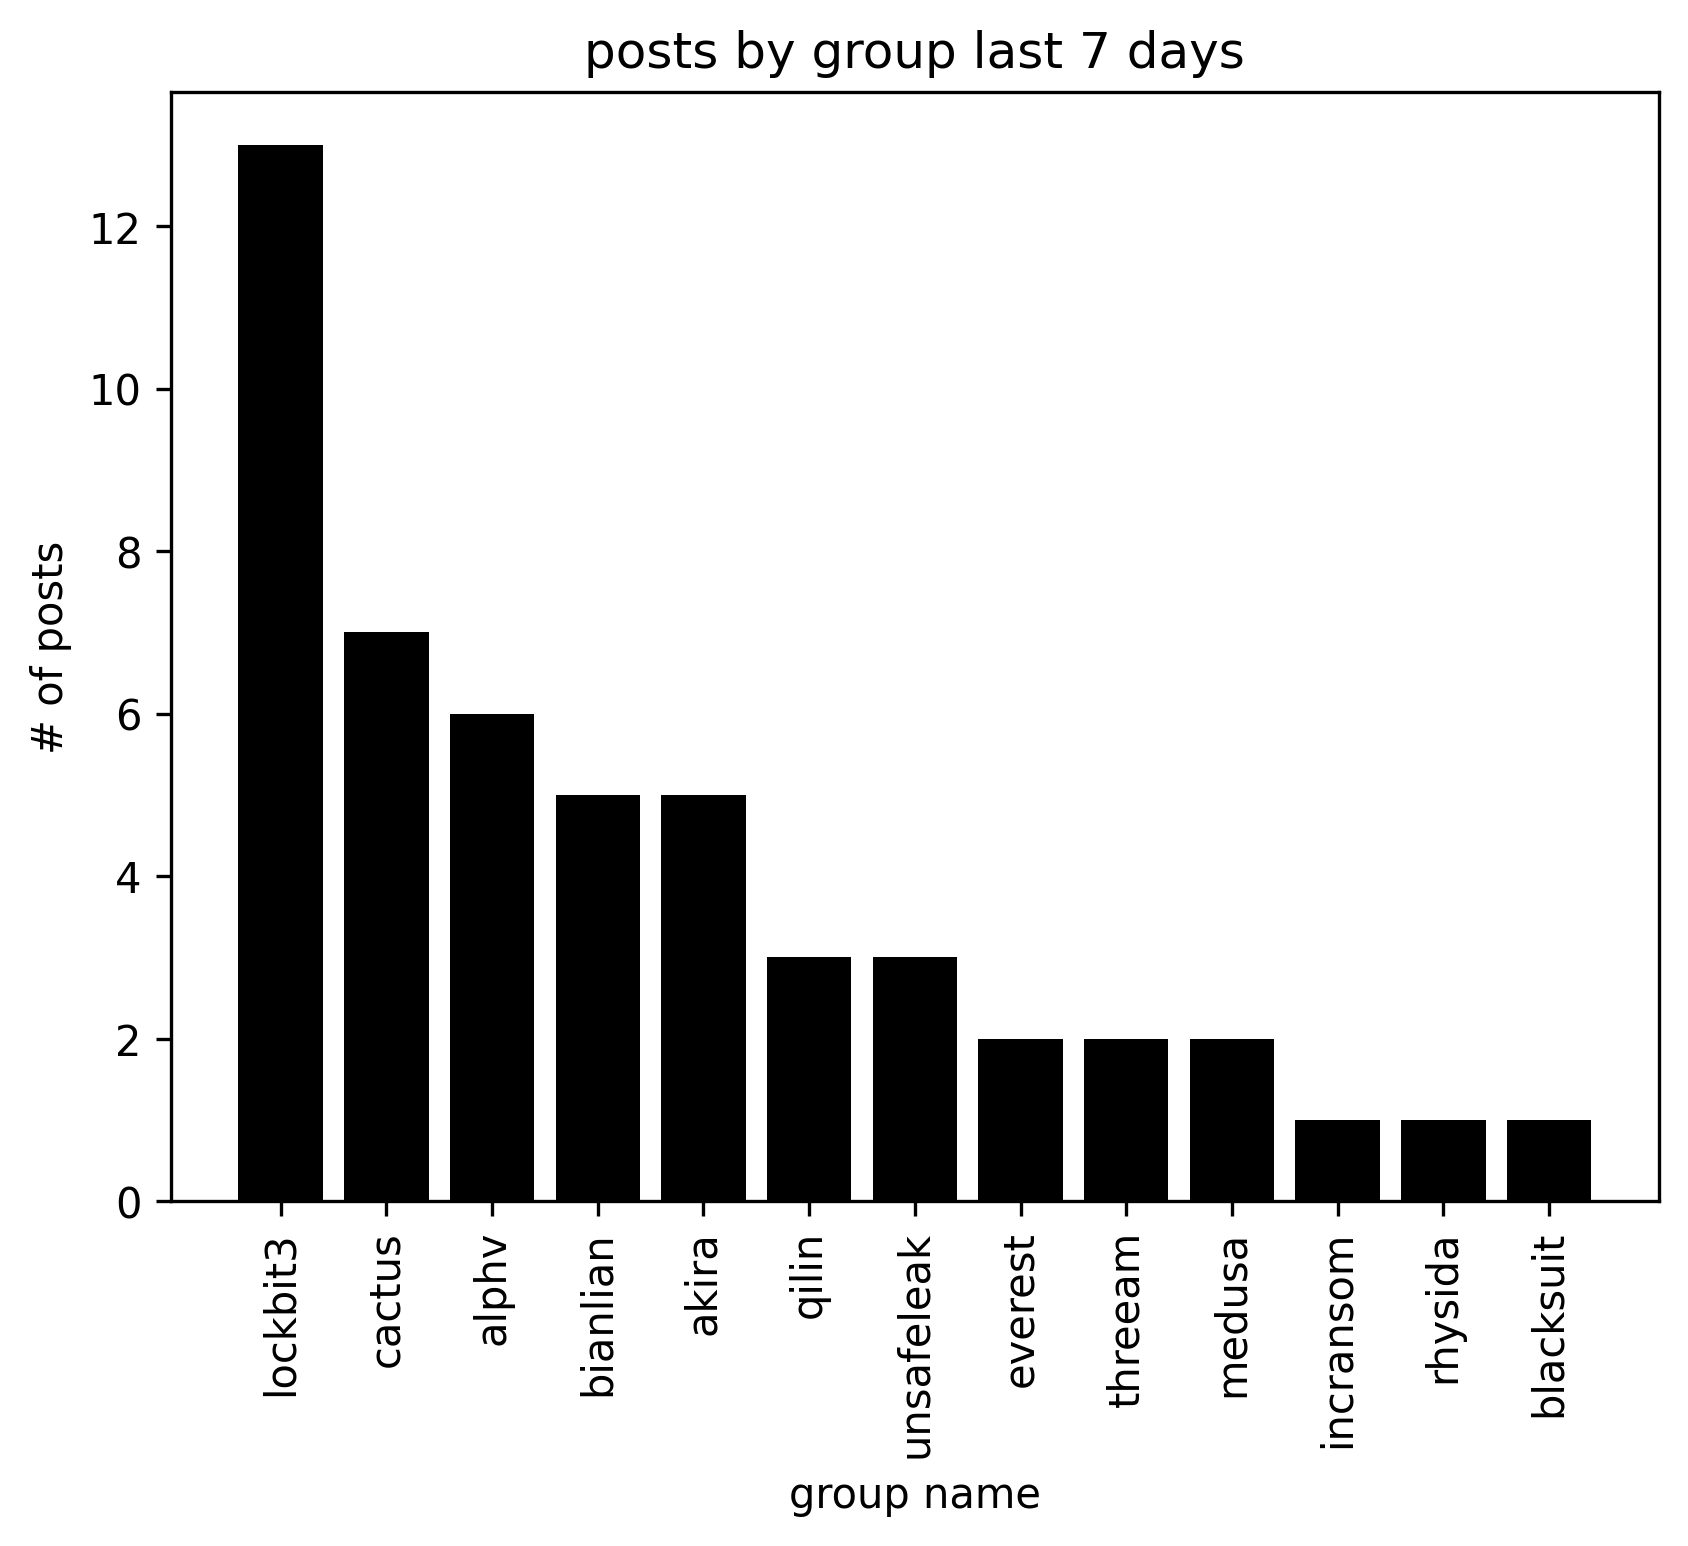 posts by group last 7 days
# of posts
12
10
8
6
4
2
0
lockbit3
cactus
alphv
bianlian
akira
qilin
unsafeleak
everest
threeam
medusa
incransom
rhysida
blacksuit
group name